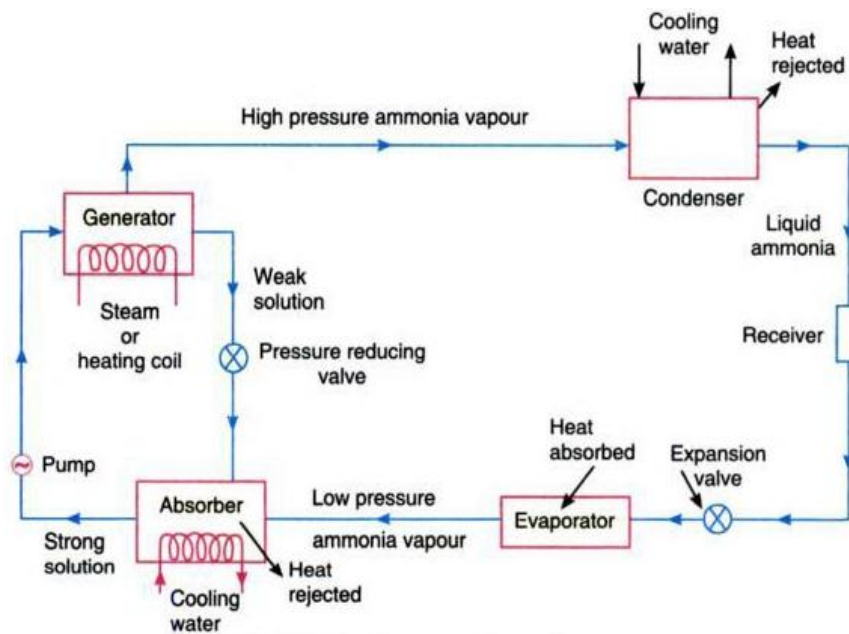 Cooling
water
Heat
rejected
High pressure ammonia vapour
Condenser
Generator
Liquid
ammonia
Weak
solution
Steam
or
heating coil
Receiver
Pressure reducing
valve
Heat
absorbed
Expansion
valve
Pump
Absorber
Low pressure
ammonia vapour
Evaporator
Strong
solution
Heat
rejected
Cooling
water